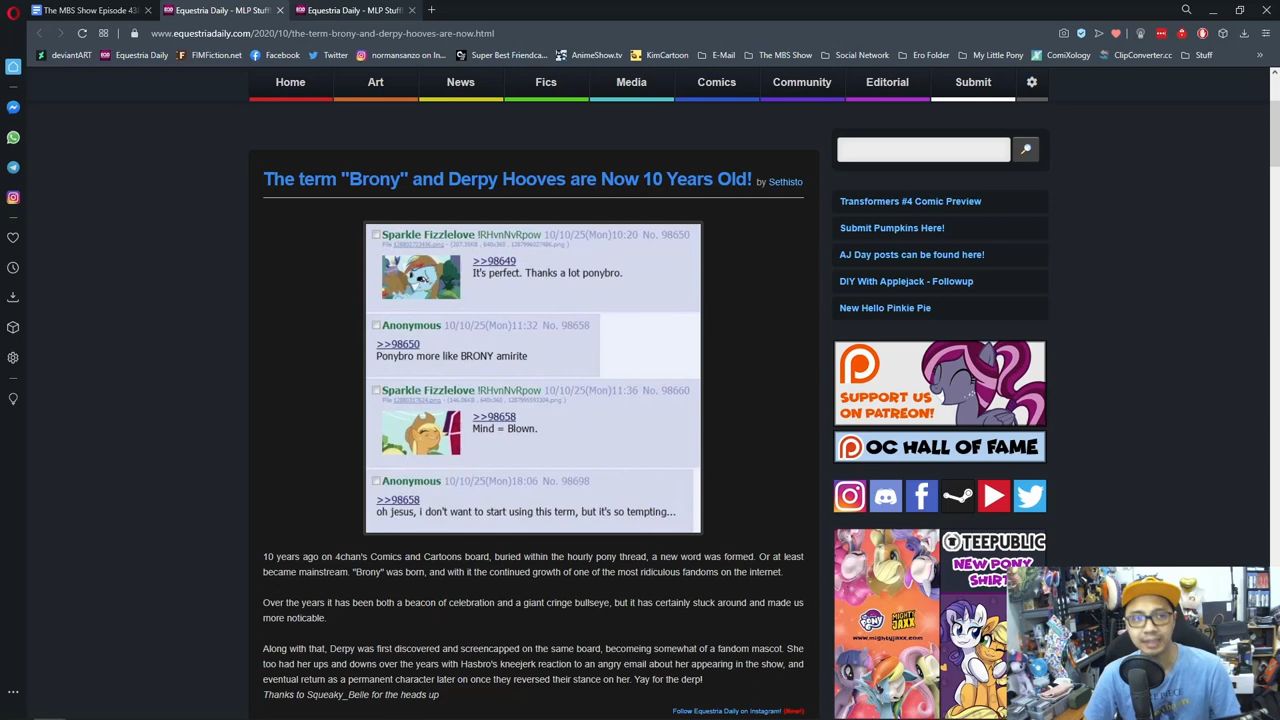 The MBS Show Episode 43
Equestria Daily - MLP Stuff!
Equestria Daily - MLP Stuff!
www.equestriadaily.com/2020/10/the-term-brony-and-derpy-hooves-are-now.html
deviantART
Equestria Daily
FIMFiction.net
Facebook
Twitter
normansanzo on Inst
Super Best Friendca
AnimeShow.tv
KimCartoon
E-Mail
The MBS Show
Social Network
Ero Folder
My Little Pony
ComiXology
ClipConverter.cc
Stuff
Home
Art
News
Fics
Media
Comics
Community
Editorial
Submit
The term "Brony" and Derpy Hooves are Now 10 Years Old! by Sethisto
Sparkle Fizzlelove !RHvnNvRpow 10/10/25(Mon)10:20 No. 98650
>>98649
It's perfect. Thanks a lot ponybro.
Anonymous 10/10/25(Mon)11:32 No. 98658
>>98650
Ponybro more like BRONY amirite
Sparkle Fizzlelove !RHvnNvRpow 10/10/25(Mon)11:36 No. 98660
>>98658
Mind = Blown.
Anonymous 10/10/25(Mon)18:06 No. 98698
>>98658
oh jesus, i don't want to start using this term, but it's so tempting...
10 years ago on 4chan's Comics and Cartoons board, buried within the hourly pony thread, a new word was formed. Or at least
became mainstream. "Brony" was born, and with it the continued growth of one of the most ridiculous fandoms on the internet.
Over the years it has been both a beacon of celebration and a giant cringe bullseye, but it has certainly stuck around and made us
more noticable.
Along with that, Derpy was first discovered and screencapped on the same board, becomeing somewhat of a fandom mascot. She
too had her ups and downs over the years with Hasbro's kneejerk reaction to an angry email about her appearing in the show, and
eventual return as a permanent character later on once they reversed their stance on her. Yay for the derp!
Thanks to Squeaky_Belle for the heads up
Follow Equestria Daily on Instagram! (New!)
Transformers #4 Comic Preview
Submit Pumpkins Here!
AJ Day posts can be found here!
DIY With Applejack - Followup
New Hello Pinkie Pie
SUPPORT US
ON PATREON!
OC HALL OF FAME
TEEPUBLIC
NEW PONY
SHIRT
MIGHTY
JAXX
www.mightyjaxx.com